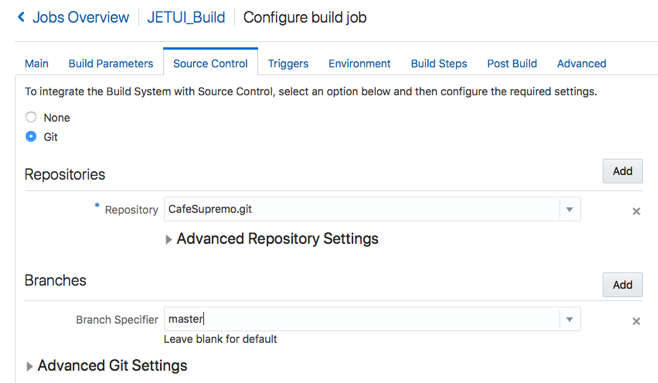 Jobs Overview JETUI_Build Configure build job
Main Build Parameters Source Control Triggers Environment Build Steps Post Build Advanced
To integrate the Build System with Source Control, select an option below and then configure the required settings.
None
Git
Repositories Add
* Repository CafeSupremo.git
Advanced Repository Settings
Branches Add
Branch Specifier master
Leave blank for default
Advanced Git Settings